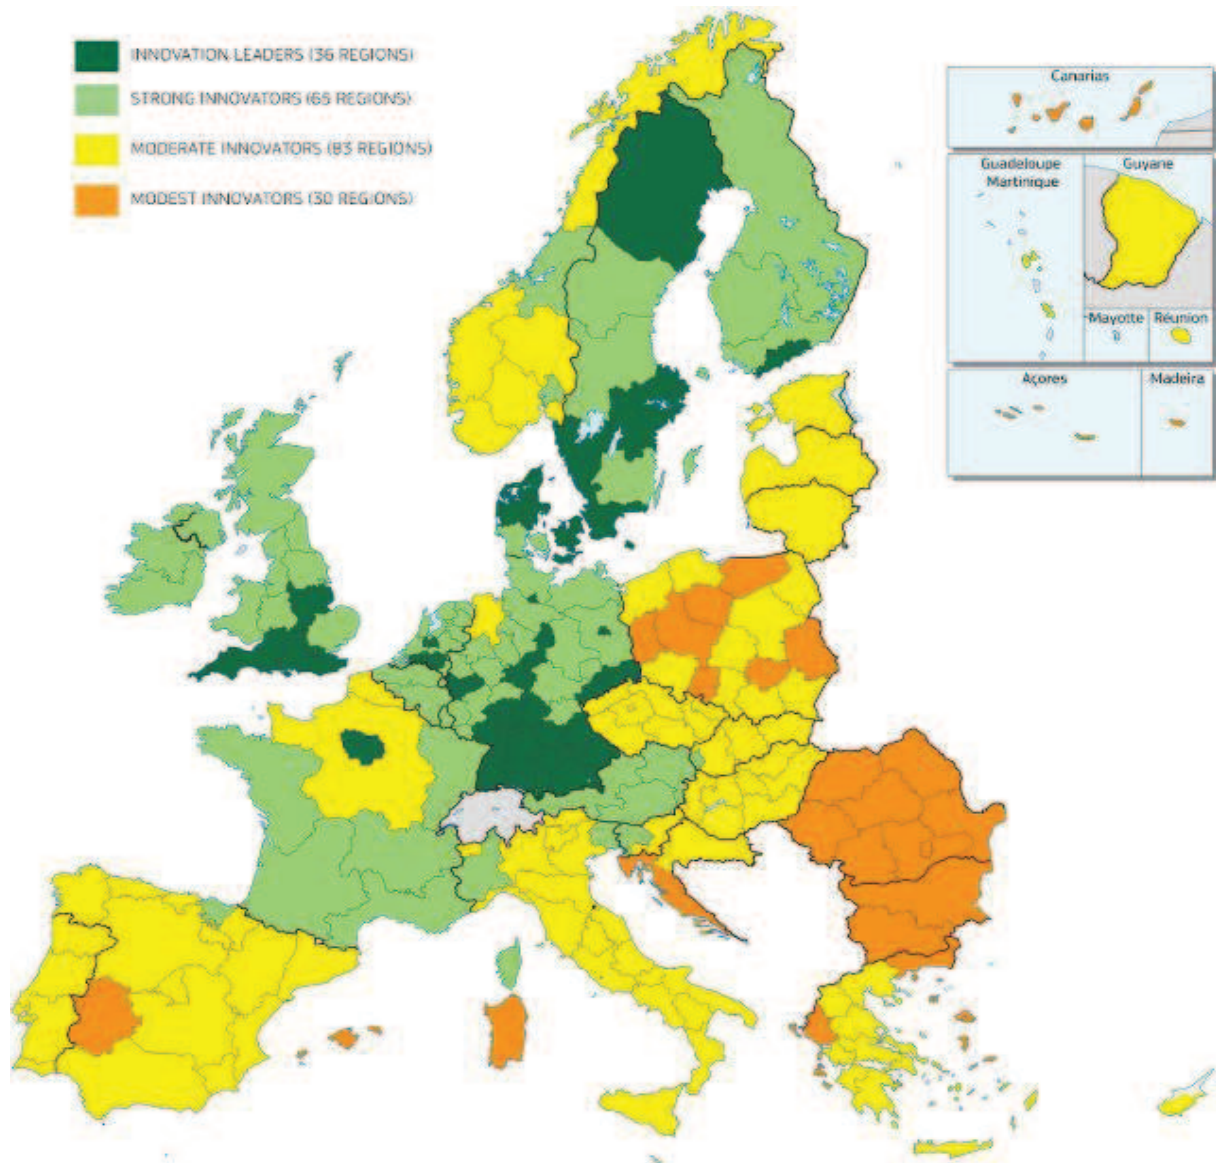 INNOVATION LEADERS (36 REGIONS)
STRONG INNOVATORS (65 REGIONS)
MODERATE INNOVATORS (83 REGIONS)
MODEST INNOVATORS (30 REGIONS)
Canarias
Guadeloupe
Martinique
Guyane
Mayotte
Réunion
Açores
Madeira